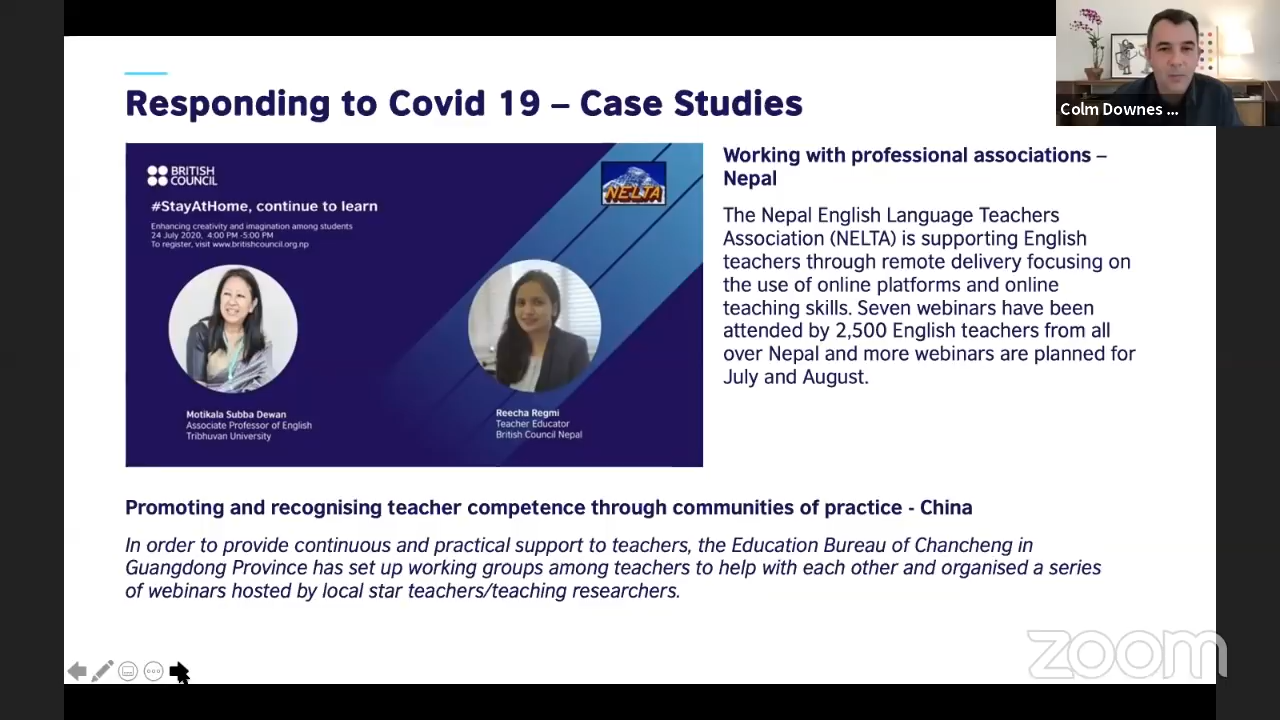 Responding to Covid 19 – Case Studies
Colm Downes ...
BRITISH
COUNCIL
NELTA
#StayAtHome, continue to learn
Enhancing creativity and imagination among students
24 July 2020, 4:00 PM -5:00 PM
To register, visit www.britishcouncil.org.np
Motikala Subba Dewan
Associate Professor of English
Tribhuvan University
Reecha Regmi
Teacher Educator
British Council Nepal
Working with professional associations –
Nepal
The Nepal English Language Teachers
Association (NELTA) is supporting English
teachers through remote delivery focusing on
the use of online platforms and online
teaching skills. Seven webinars have been
attended by 2,500 English teachers from all
over Nepal and more webinars are planned for
July and August.
Promoting and recognising teacher competence through communities of practice - China
In order to provide continuous and practical support to teachers, the Education Bureau of Chancheng in
Guangdong Province has set up working groups among teachers to help with each other and organised a series
of webinars hosted by local star teachers/teaching researchers.
zoom